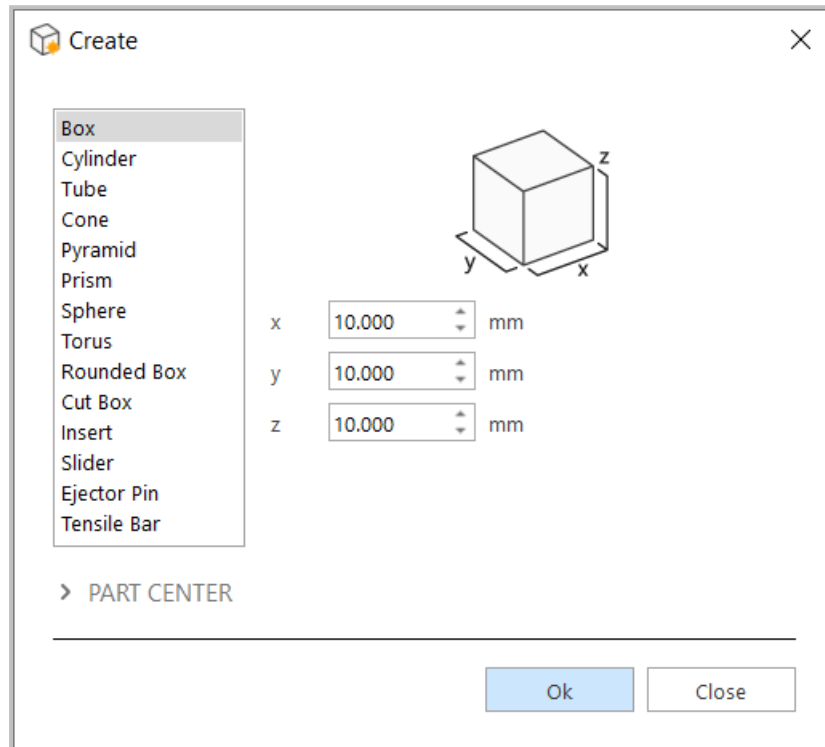 Create
Box
Cylinder
Tube
Cone
Pyramid
Prism
Sphere
Torus
Rounded Box
Cut Box
Insert
Slider
Ejector Pin
Tensile Bar
z
y
x
x 10.000 mm
y 10.000 mm
z 10.000 mm
PART CENTER
Ok Close